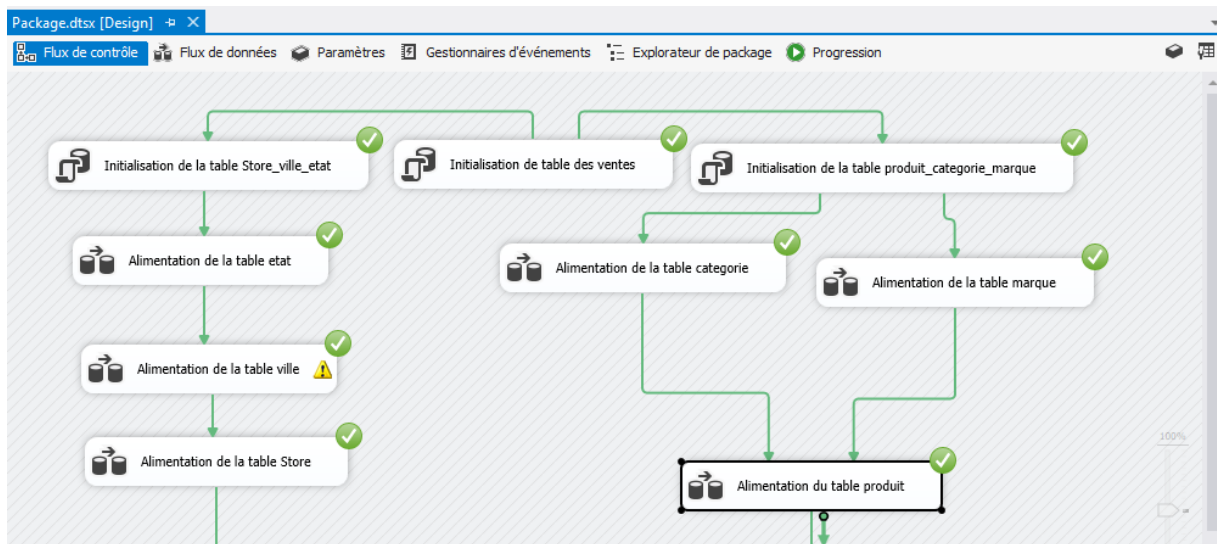 Package.dtsx [Design]
Flux de contrôle Flux de données Paramètres Gestionnaires d'événements Explorateur de package Progression
Initialisation de la table Store_ville_etat
Initialisation de table des ventes
Initialisation de la table produit_categorie_marque
Alimentation de la table etat
Alimentation de la table categorie
Alimentation de la table marque
Alimentation de la table ville
Alimentation de la table Store
100%
Alimentation du table produit